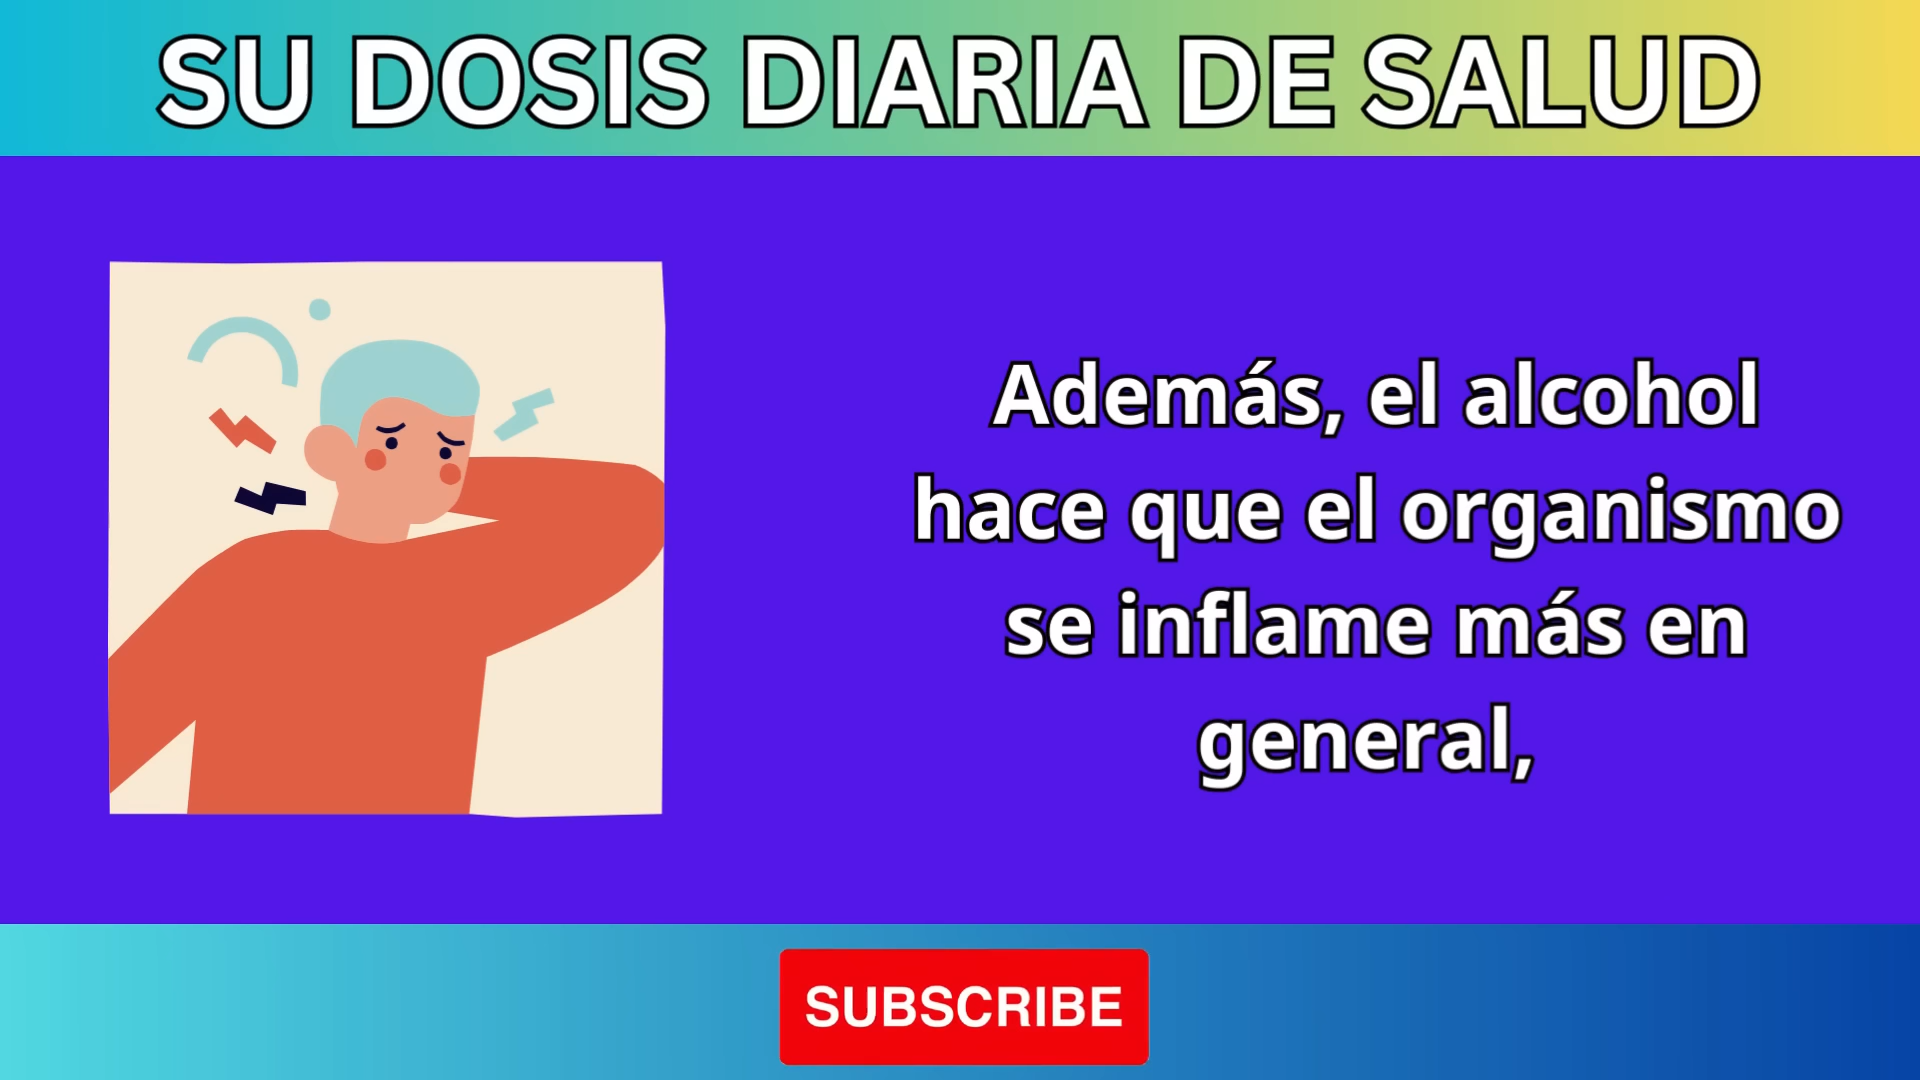 SU DOSIS DIARIA DE SALUD
Además, el alcohol
hace que el organismo
se inflame más en
general,
SUBSCRIBE